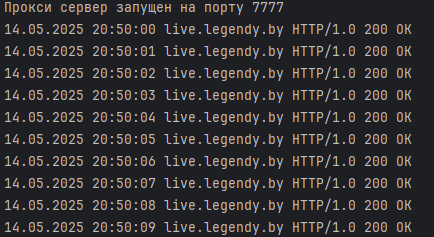 Прокси сервер запущен на порту 7777
14.05.2025 20:50:00 live.legendy.by HTTP/1.0 200 OK
14.05.2025 20:50:01 live.legendy.by HTTP/1.0 200 OK
14.05.2025 20:50:02 live.legendy.by HTTP/1.0 200 OK
14.05.2025 20:50:03 live.legendy.by HTTP/1.0 200 OK
14.05.2025 20:50:04 live.legendy.by HTTP/1.0 200 OK
14.05.2025 20:50:05 live.legendy.by HTTP/1.0 200 OK
14.05.2025 20:50:06 live.legendy.by HTTP/1.0 200 OK
14.05.2025 20:50:07 live.legendy.by HTTP/1.0 200 OK
14.05.2025 20:50:08 live.legendy.by HTTP/1.0 200 OK
14.05.2025 20:50:09 live.legendy.by HTTP/1.0 200 OK